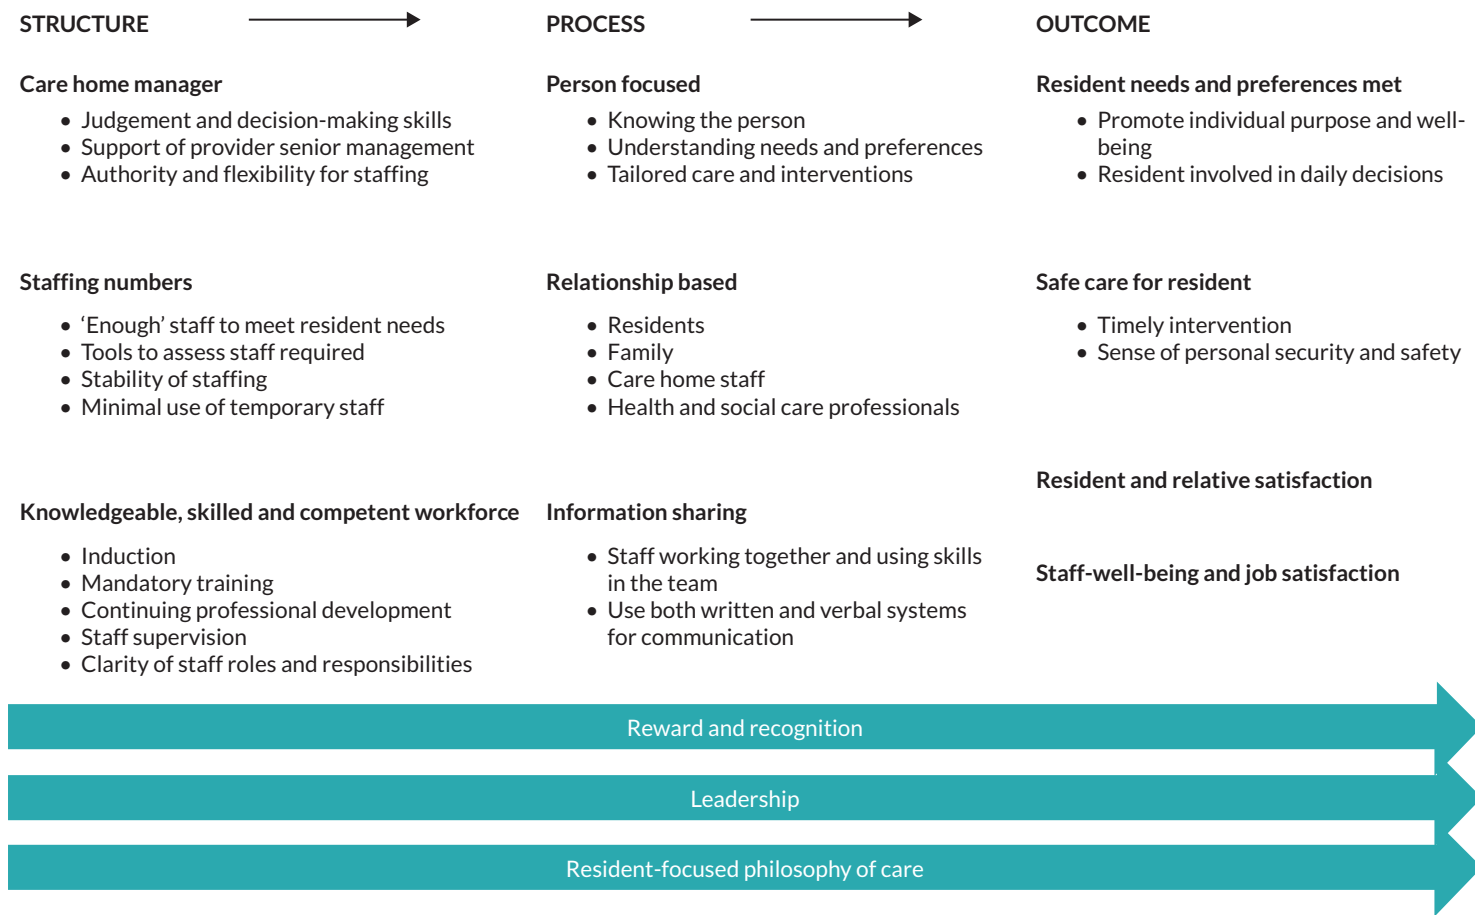 STRUCTURE
Care home manager
• Judgement and decision-making skills
• Support of provider senior management
• Authority and flexibility for staffing
Staffing numbers
• ‘Enough’ staff to meet resident needs
• Tools to assess staff required
• Stability of staffing
• Minimal use of temporary staff
Knowledgeable, skilled and competent workforce
• Induction
• Mandatory training
• Continuing professional development
• Staff supervision
• Clarity of staff roles and responsibilities
PROCESS
Person focused
• Knowing the person
• Understanding needs and preferences
• Tailored care and interventions
Relationship based
• Residents
• Family
• Care home staff
• Health and social care professionals
Information sharing
• Staff working together and using skills
in the team
• Use both written and verbal systems
for communication
OUTCOME
Resident needs and preferences met
• Promote individual purpose and well-
being
• Resident involved in daily decisions
Safe care for resident
• Timely intervention
• Sense of personal security and safety
Resident and relative satisfaction
Staff-well-being and job satisfaction
Reward and recognition
Leadership
Resident-focused philosophy of care